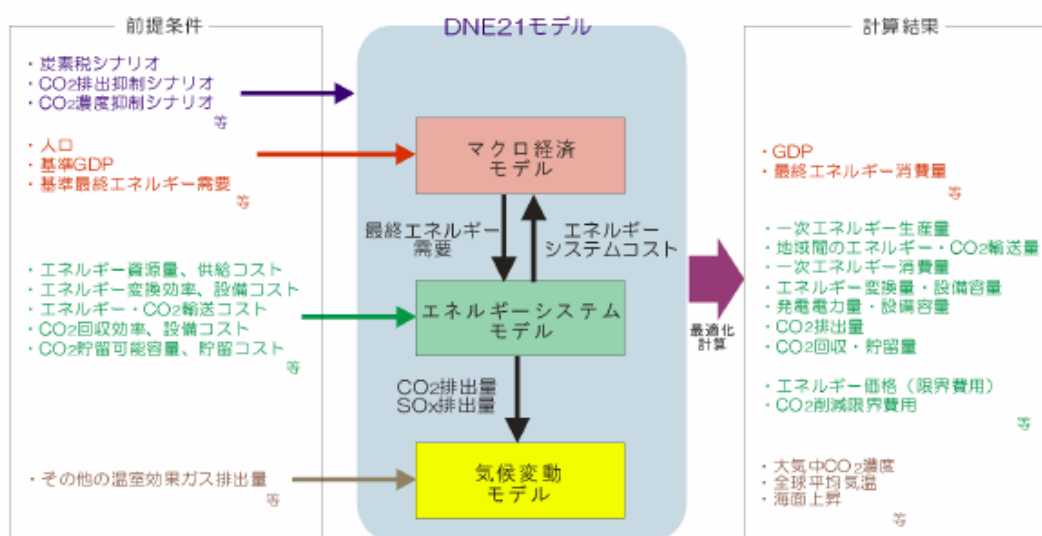 前提条件
・炭素税シナリオ
・CO2排出抑制シナリオ
・CO2濃度抑制シナリオ
等
・人口
・基準GDP
・基準最終エネルギー需要
等
・エネルギー資源量、供給コスト
・エネルギー変換効率、設備コスト
・エネルギー・CO2輸送コスト
・CO2回収効率、設備コスト
・CO2貯留可能容量、貯留コスト
等
・その他の温室効果ガス排出量
等
DNE21モデル
マクロ経済
モデル
最終エネルギー
需要
エネルギー
システムコスト
エネルギーシステム
モデル
CO2排出量
SOx排出量
気候変動
モデル
最適化
計算
計算結果
・GDP
・最終エネルギー消費量
等
・一次エネルギー生産量
・地域間のエネルギー・CO2輸送量
・一次エネルギー消費量
・エネルギー変換量・設備容量
・発電電力量・設備容量
・CO2排出量
・CO2回収・貯留量
・エネルギー価格（限界費用）
・CO2削減限界費用
等
・大気中CO2濃度
・全球平均気温
・海面上昇
等